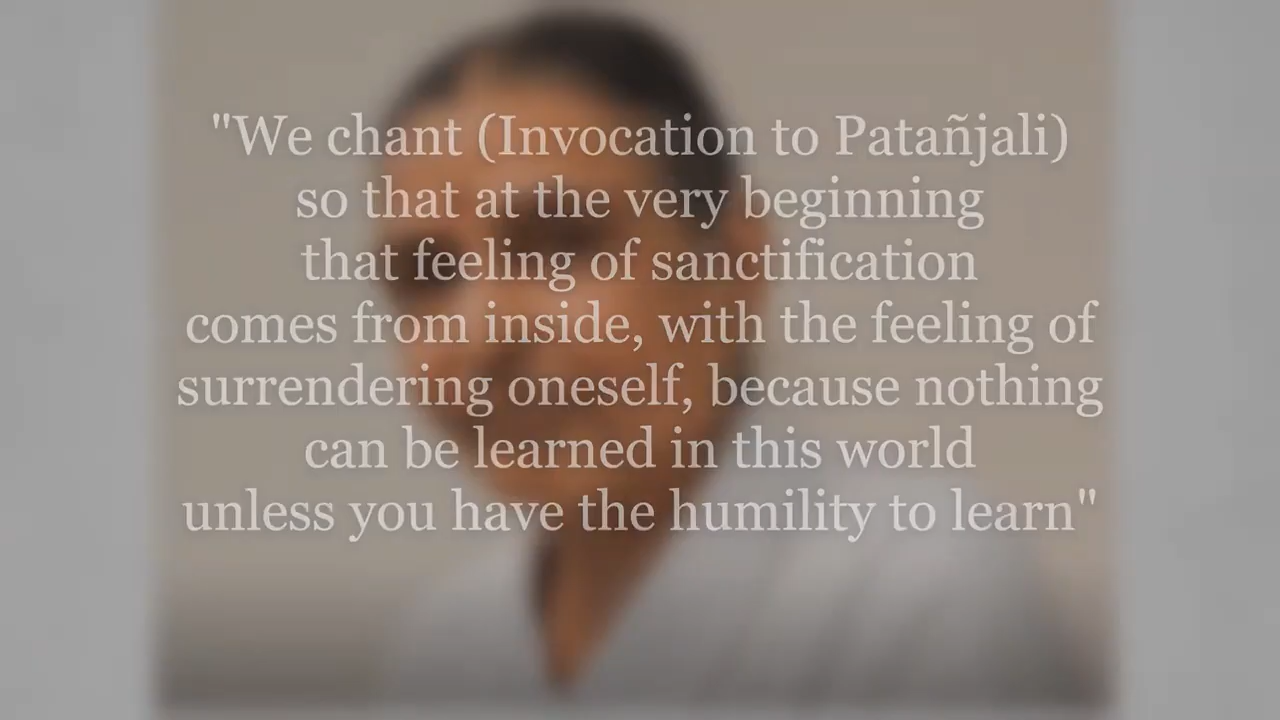 "We chant (Invocation to Patañjali)
so that at the very beginning
that feeling of sanctification
comes from inside, with the feeling of
surrendering oneself, because nothing
can be learned in this world
unless you have the humility to learn"